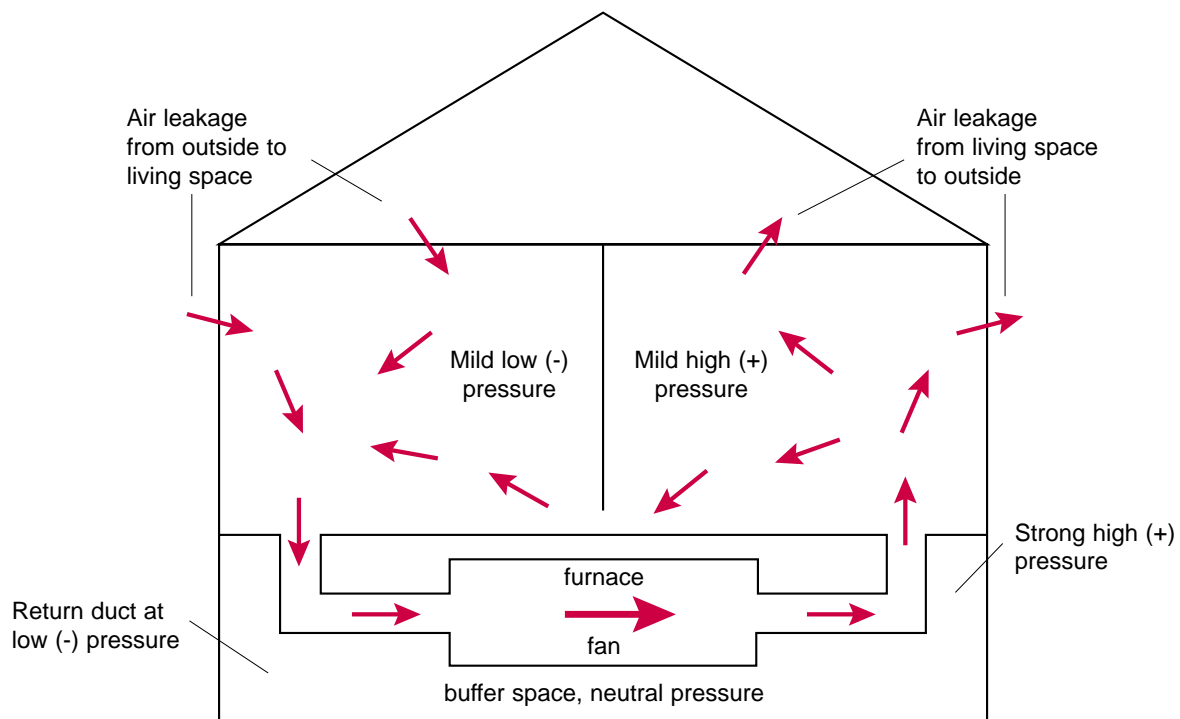 Air leakage
from outside to
living space
Air leakage
from living space
to outside
Mild low (-)
pressure
Mild high (+)
pressure
Strong high (+)
pressure
furnace
Return duct at
low (-) pressure
fan
buffer space, neutral pressure